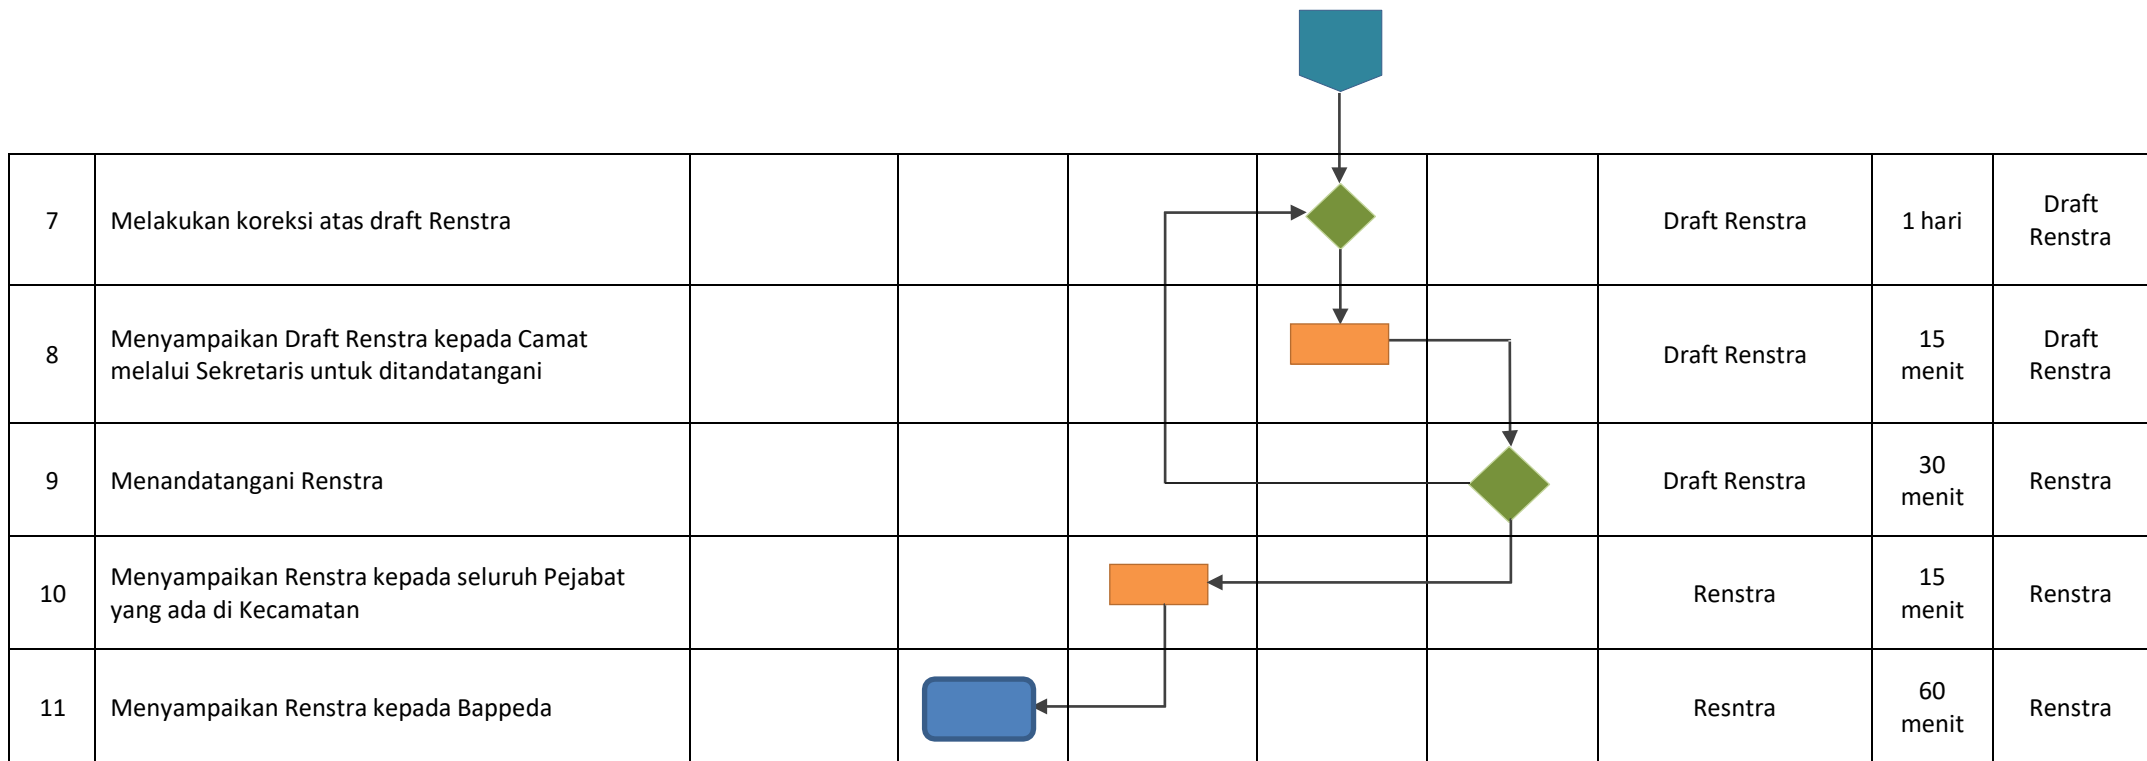 7
Melakukan koreksi atas draft Renstra
Draft Renstra
1 hari
Draft
Renstra
8
Menyampaikan Draft Renstra kepada Camat
melalui Sekretaris untuk ditandatangani
Draft Renstra
15
menit
Draft
Renstra
9
Menandatangani Renstra
Draft Renstra
30
menit
Renstra
10
Menyampaikan Renstra kepada seluruh Pejabat
yang ada di Kecamatan
Renstra
15
menit
Renstra
11
Menyampaikan Renstra kepada Bappeda
Resntra
60
menit
Renstra